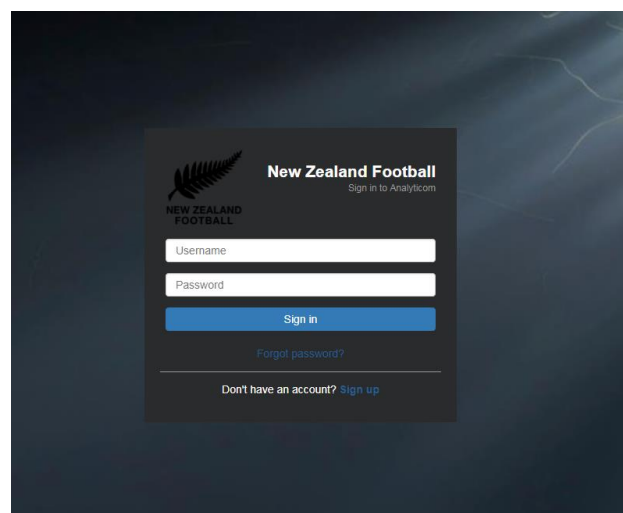 New Zealand Football
Sign in to Analyticom
NEW ZEALAND
FOOTBALL
Username
Password
Sign in
Forgot password?
Don't have an account? Sign up